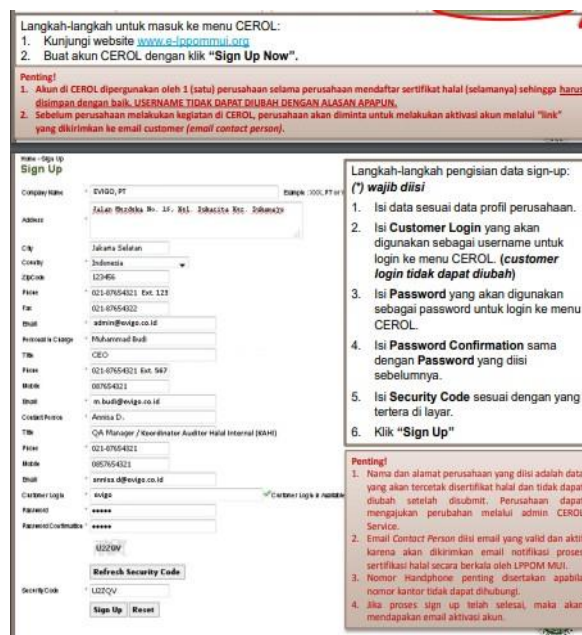 Langkah-langkah untuk masuk ke menu CEROL:
1. Kunjungi website www.e-lppommui.org
2. Buat akun CEROL dengan klik “Sign Up Now”.
Penting!
1. Akun di CEROL dipergunakan oleh 1 (satu) perusahaan selama perusahaan mendaftar sertifikat halal (selamanya) sehingga harus
disimpan dengan baik. USERNAME TIDAK DAPAT DIUBAH DENGAN ALASAN APAPUN.
2. Sebelum perusahaan melakukan kegiatan di CEROL, perusahaan akan diminta untuk melakukan aktivasi akun melalui “link”
yang dikirimkan ke email customer (email contact person).
Home - Sign Up
Sign Up
Company Name * EVIGO, PT Example : XXX, PT or
Address * Jalan Merdeka No. 16, Kel. Sukacita Kec. Sukamaju
City Jakarta Selatan
Country * Indonesia
ZipCode 123456
Phone * 021-87654321 Ext. 123
Fax 021-87654322
Email * admin@evigo.co.id
Person in Charge * Muhammad Budi
Title CEO
Phone * 021-87654321 Ext. 567
Mobile 087654321
Email * m.budi@evigo.co.id
Contact Person * Annisa D.
Title QA Manager / Koordinator Auditor Halal Internal (KAHI)
Phone * 021-87654321
Mobile 0857654321
Email * annisa.d@evigo.co.id
Customer Login * evigo Customer Login is Available
Password * •••••
Password Confirmation * •••••
U2ZQV
Refresh Security Code
Security Code * U2ZQV
Sign Up Reset
Langkah-langkah pengisian data sign-up:
(*) wajib diisi
1. Isi data sesuai data profil perusahaan.
2. Isi Customer Login yang akan
digunakan sebagai username untuk
login ke menu CEROL. (customer
login tidak dapat diubah)
3. Isi Password yang akan digunakan
sebagai password untuk login ke menu
CEROL.
4. Isi Password Confirmation sama
dengan Password yang diisi
sebelumnya.
5. Isi Security Code sesuai dengan yang
tertera di layar.
6. Klik “Sign Up”
Penting!
1. Nama dan alamat perusahaan yang diisi adalah data
yang akan tercetak disertifikat halal dan tidak dapat
diubah setelah disubmit. Perusahaan dapat
mengajukan perubahan melalui admin CEROL
Service.
2. Email Contact Person diisi email yang valid dan aktif
karena akan dikirimkan email notifikasi proses
sertifikasi halal secara berkala oleh LPPOM MUI.
3. Nomor Handphone penting disertakan apabila
nomor kantor tidak dapat dihubungi.
4. Jika proses sign up telah selesai, maka akan
mendapakan email aktivasi akun.